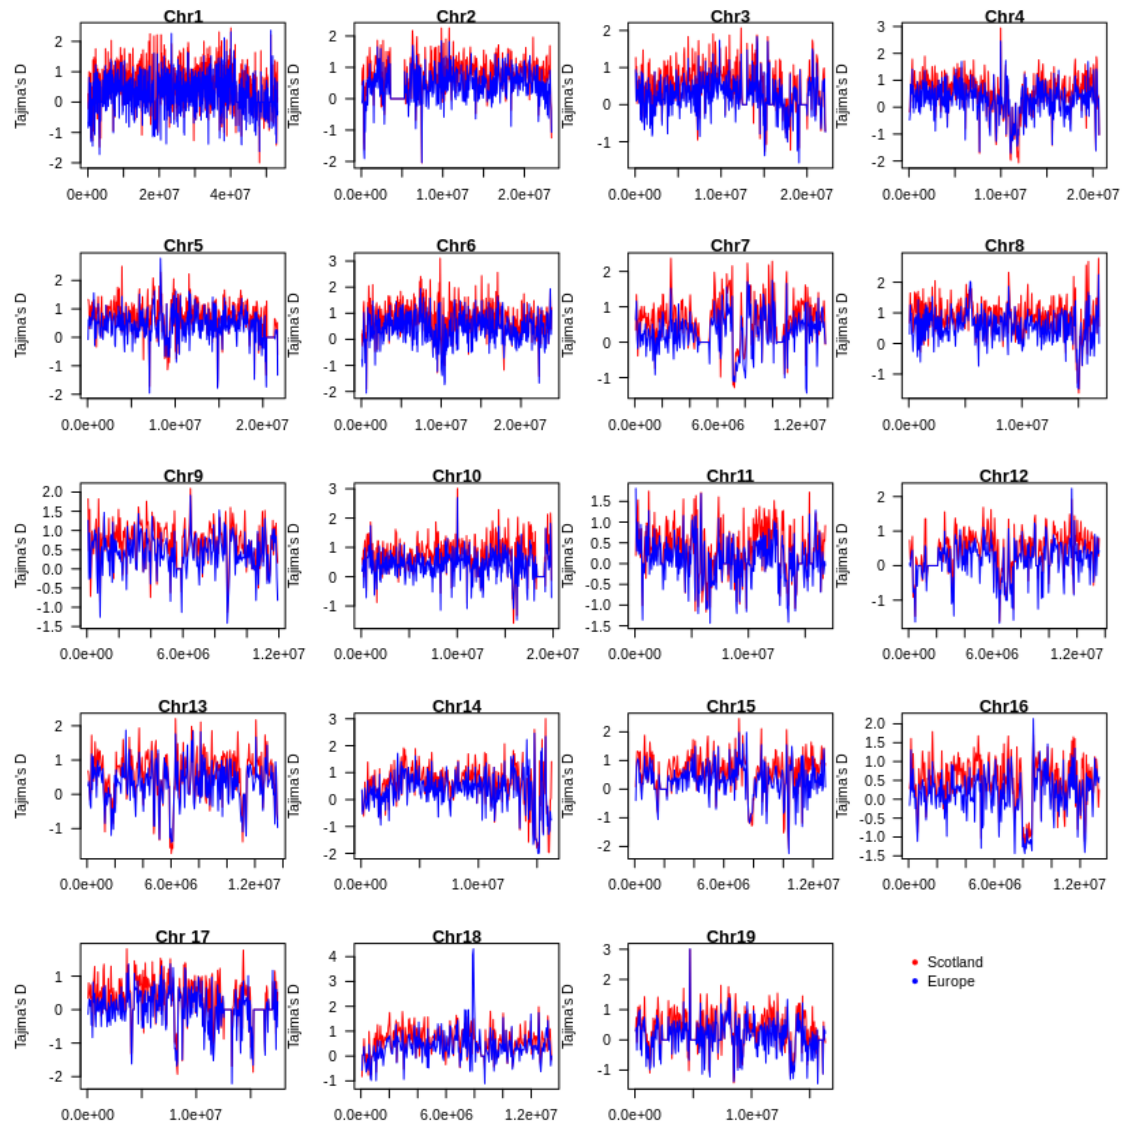 Chr1 Chr2 Chr3 Chr4
Tajima's D Tajima's D Tajima's D Tajima's D
2 2 2 3
1 1 1 2
0 0 0 1
-1 -1 -1 0
-2 -2 -1
-2
0e+00 2e+07 4e+07 0.0e+00 1.0e+07 2.0e+07 0.0e+00 1.0e+07 2.0e+07 0.0e+00 1.0e+07 2.0e+07
Chr5 Chr6 Chr7 Chr8
Tajima's D Tajima's D Tajima's D Tajima's D
2 3 2 2
1 2 1 1
0 1 0 0
-1 0 -1 -1
-2 -1
-2
0.0e+00 1.0e+07 2.0e+07 0.0e+00 1.0e+07 2.0e+07 0.0e+00 6.0e+06 1.2e+07 0.0e+00 1.0e+07
Chr9 Chr10 Chr11 Chr12
Tajima's D Tajima's D Tajima's D Tajima's D
2.0 3 1.5 2
1.5 2 1.0 1
1.0 1 0.5 0
0.5 0 0.0 -1
0.0 -1 -0.5
-0.5 -1.0
-1.0 -1.5
-1.5
0.0e+00 6.0e+06 1.2e+07 0.0e+00 1.0e+07 2.0e+07 0.0e+00 1.0e+07 0.0e+00 6.0e+06 1.2e+07
Chr13 Chr14 Chr15 Chr16
Tajima's D Tajima's D Tajima's D Tajima's D
2 3 2 2.0
1 2 1 1.5
0 1 0 1.0
-1 0 -1 0.5
-1 -2 0.0
-2 -0.5
-1.0
-1.5
0.0e+00 6.0e+06 1.2e+07 0.0e+00 1.0e+07 0.0e+00 6.0e+06 1.2e+07 0.0e+00 6.0e+06 1.2e+07
Chr 17 Chr18 Chr19
Tajima's D Tajima's D Tajima's D
1 4 3
0 3 2
-1 2 1
-2 1 0
0 -1
-1
0.0e+00 1.0e+07 0.0e+00 6.0e+06 1.2e+07 0.0e+00 1.0e+07
Scotland
Europe